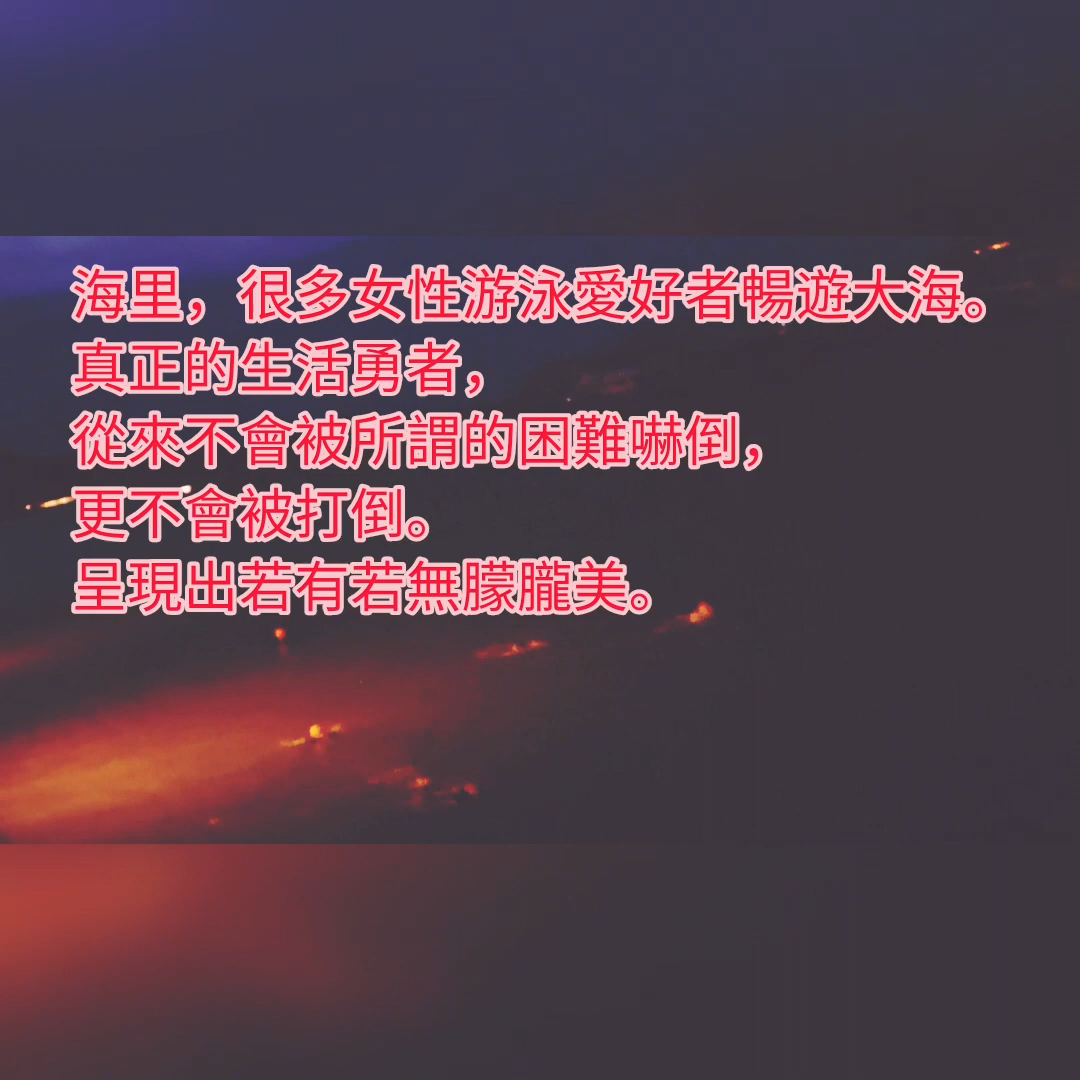 海里，很多女性游泳愛好者暢遊大海。
真正的生活勇者，
從來不會被所謂的困難嚇倒，
更不會被打倒。
呈現出若有若無朦朧美。